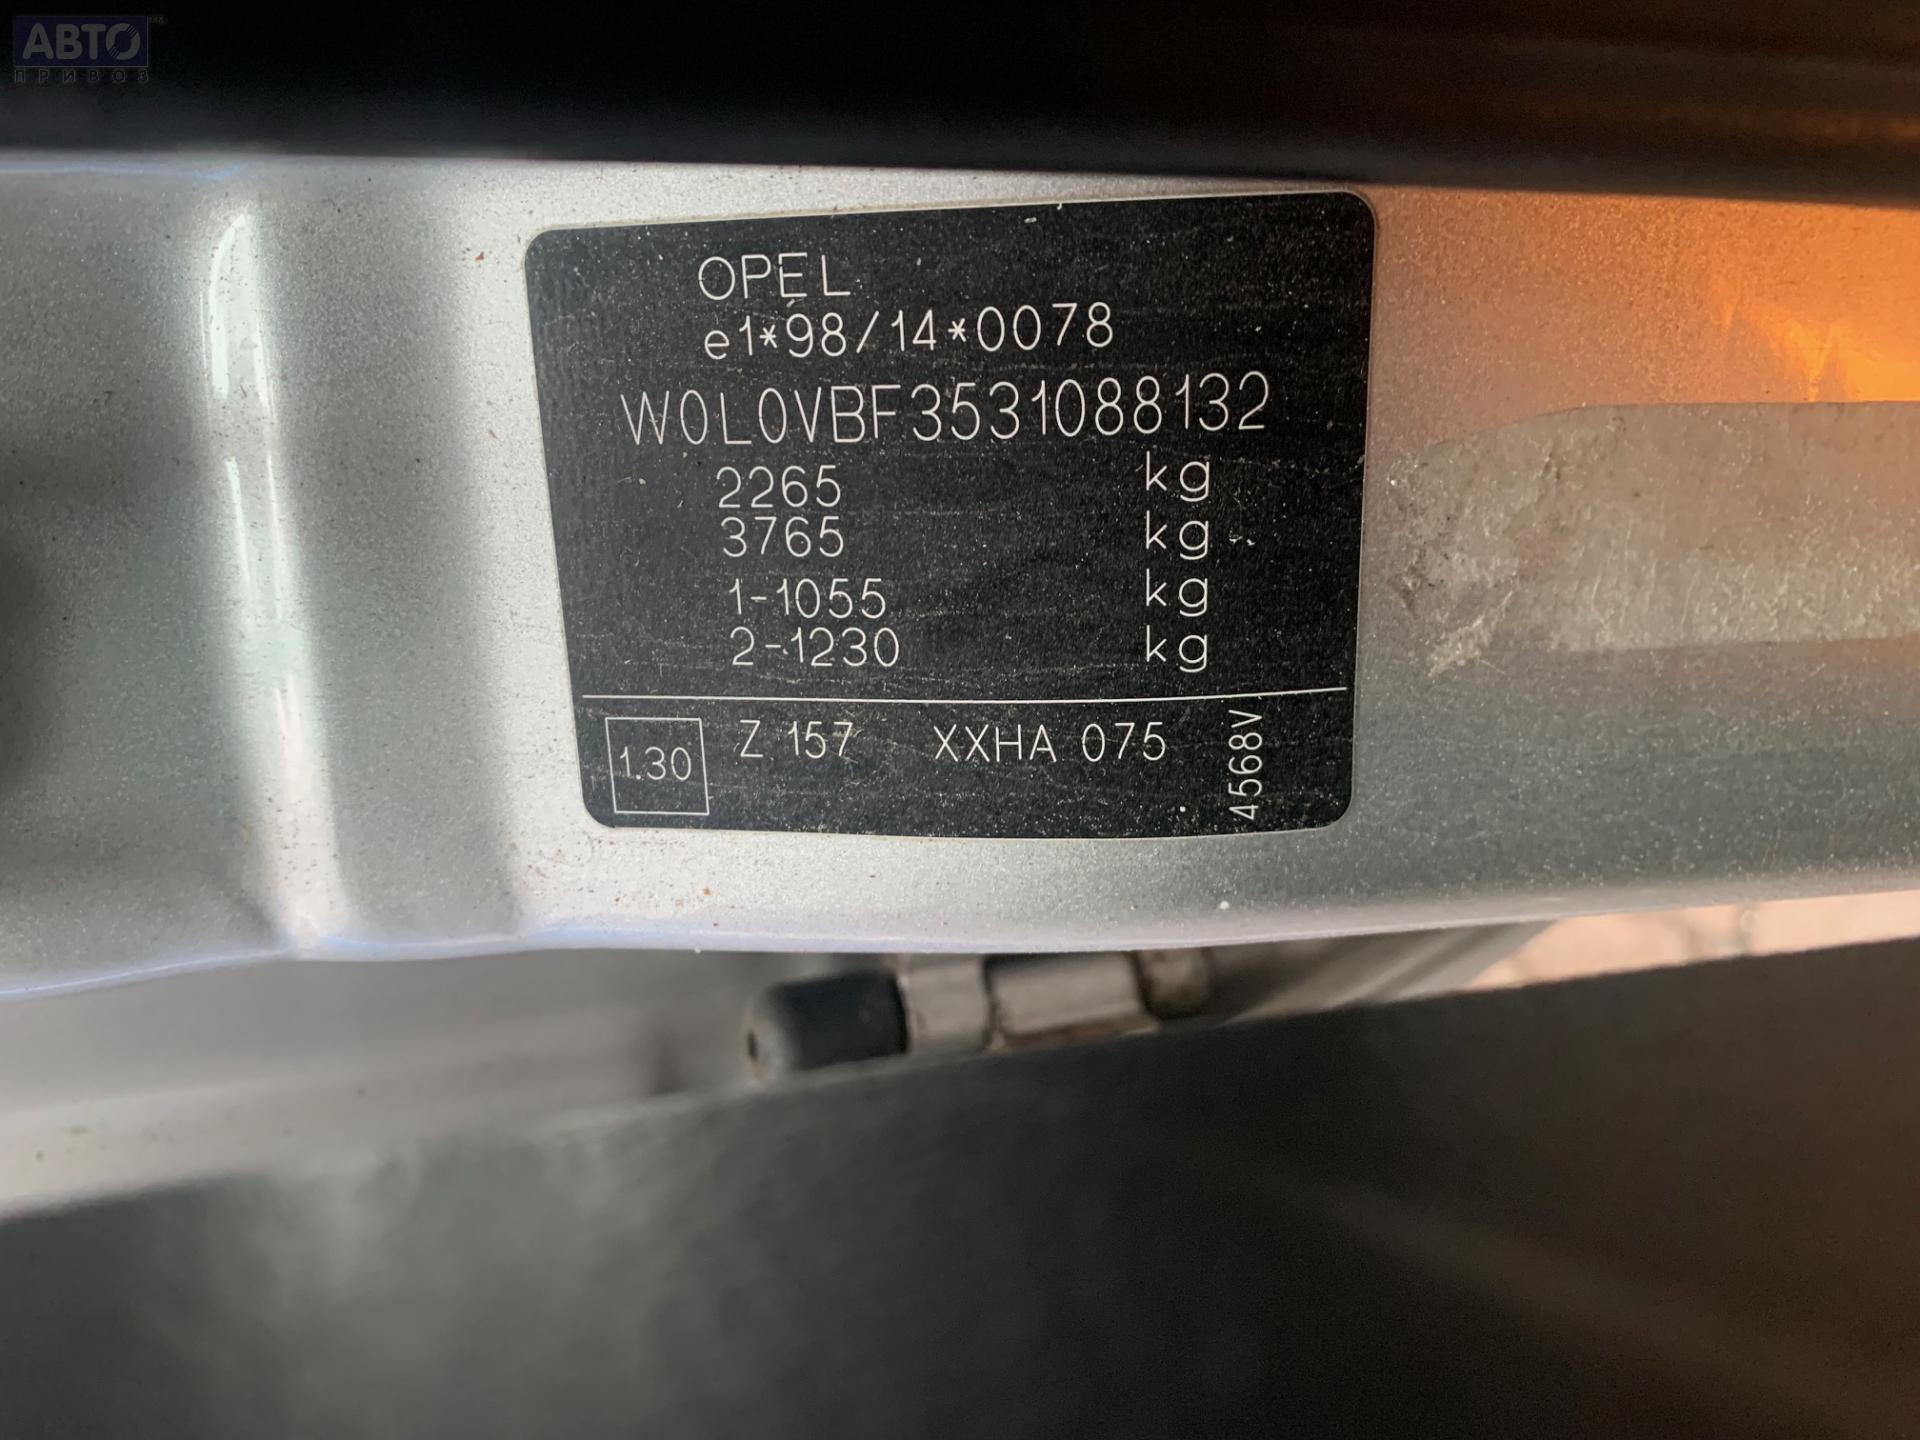 АВТО
ПРИВОЗ
OPEL
e1*98/14*0078
W0L0VBF3531088132
2265 kg
3765 kg
1-1055 kg
2-1230 kg
1.30 Z 157 XXHA 075 4568V